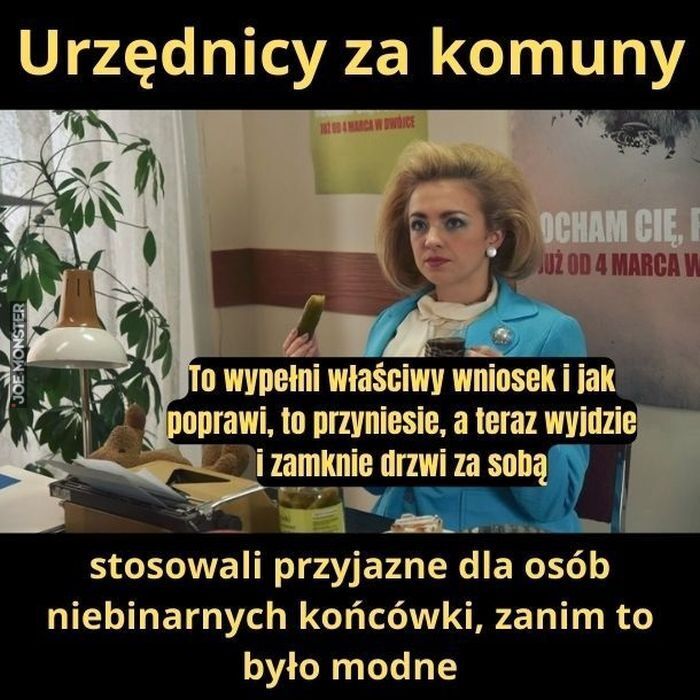 Urzędnicy za komuny
JUŻ OD 4 MARCA W DWÓJCE
OCHAM CIĘ,
JUŻ OD 4 MARCA W
JOE MONSTER
To wypełni właściwy wniosek i jak
poprawi, to przyniesie, a teraz wyjdzie
i zamknie drzwi za sobą
stosowali przyjazne dla osób
niebinarnych końcówki, zanim to
było modne